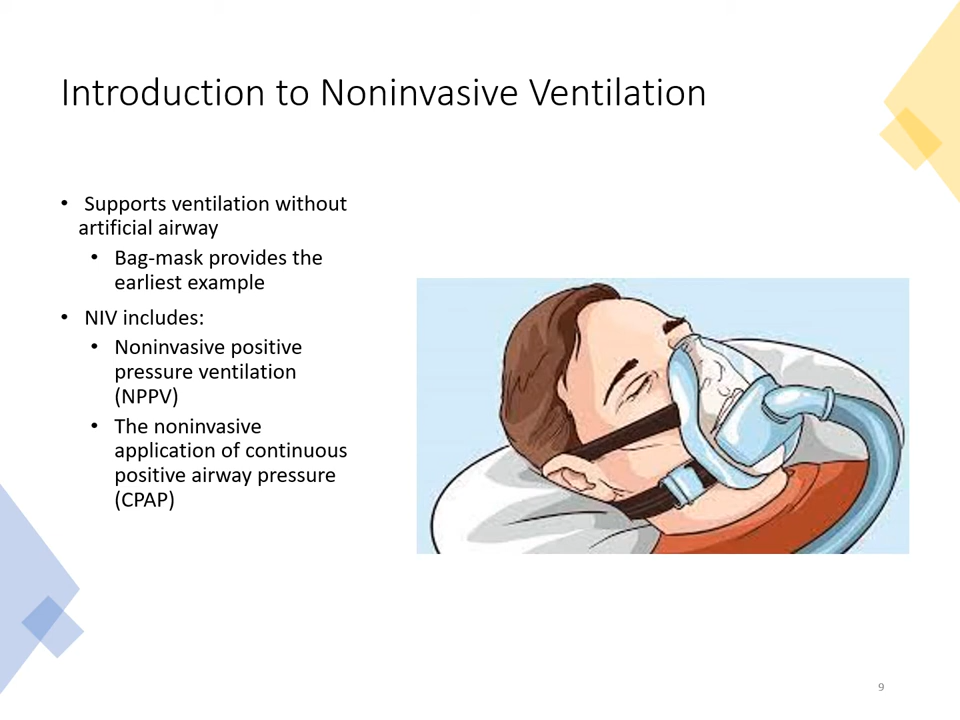 Introduction to Noninvasive Ventilation
• Supports ventilation without
artificial airway
• Bag-mask provides the
earliest example
• NIV includes:
• Noninvasive positive
pressure ventilation
(NPPV)
• The noninvasive
application of continuous
positive airway pressure
(CPAP)
9